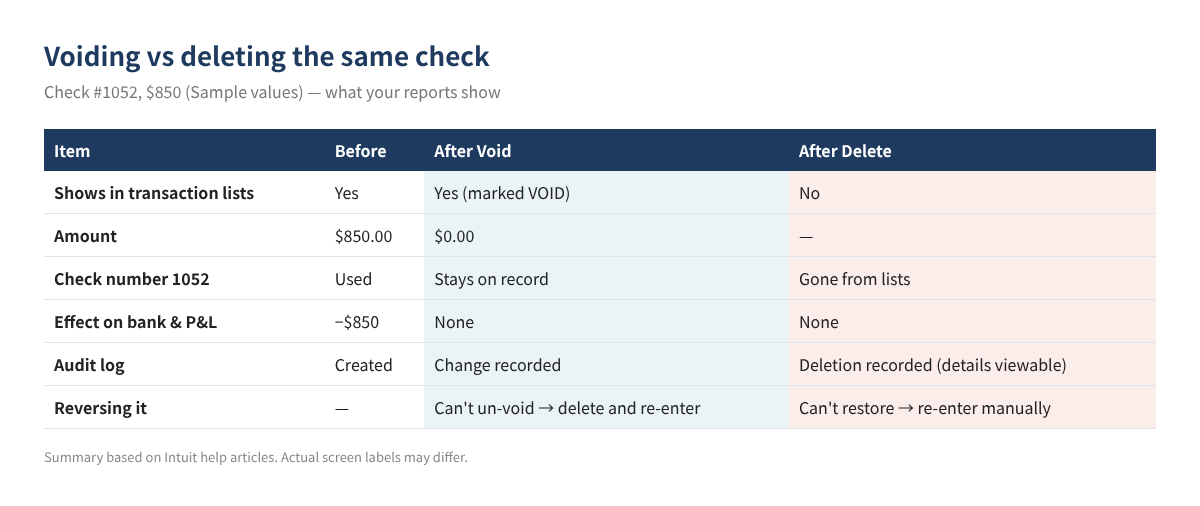 Voiding vs deleting the same check
Check #1052, $850 (Sample values) — what your reports show
Item Before After Void After Delete
Shows in transaction lists Yes Yes (marked VOID) No
Amount $850.00 $0.00 —
Check number 1052 Used Stays on record Gone from lists
Effect on bank & P&L −$850 None None
Audit log Created Change recorded Deletion recorded (details viewable)
Reversing it — Can't un-void → delete and re-enter Can't restore → re-enter manually
Summary based on Intuit help articles. Actual screen labels may differ.